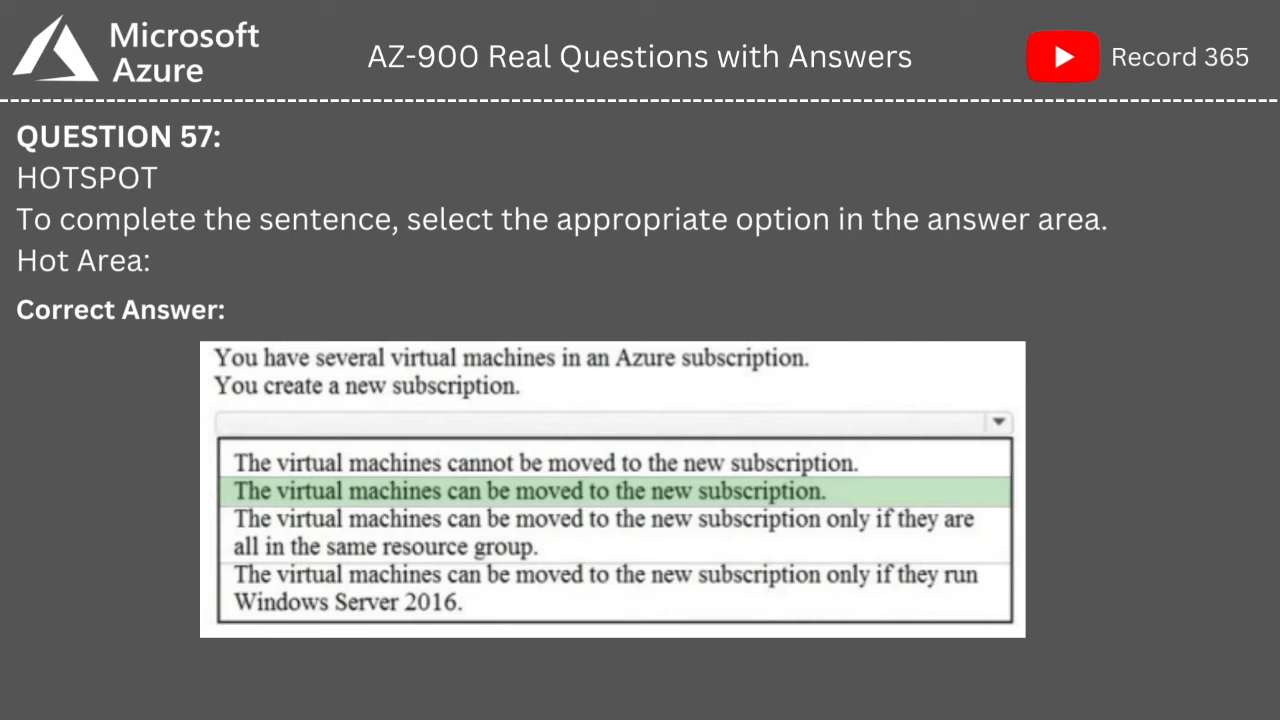 Microsoft
Azure
AZ-900 Real Questions with Answers
Record 365
QUESTION 57:
HOTSPOT
To complete the sentence, select the appropriate option in the answer area.
Hot Area:
Correct Answer:
You have several virtual machines in an Azure subscription.
You create a new subscription.
The virtual machines cannot be moved to the new subscription.
The virtual machines can be moved to the new subscription.
The virtual machines can be moved to the new subscription only if they are
all in the same resource group.
The virtual machines can be moved to the new subscription only if they run
Windows Server 2016.